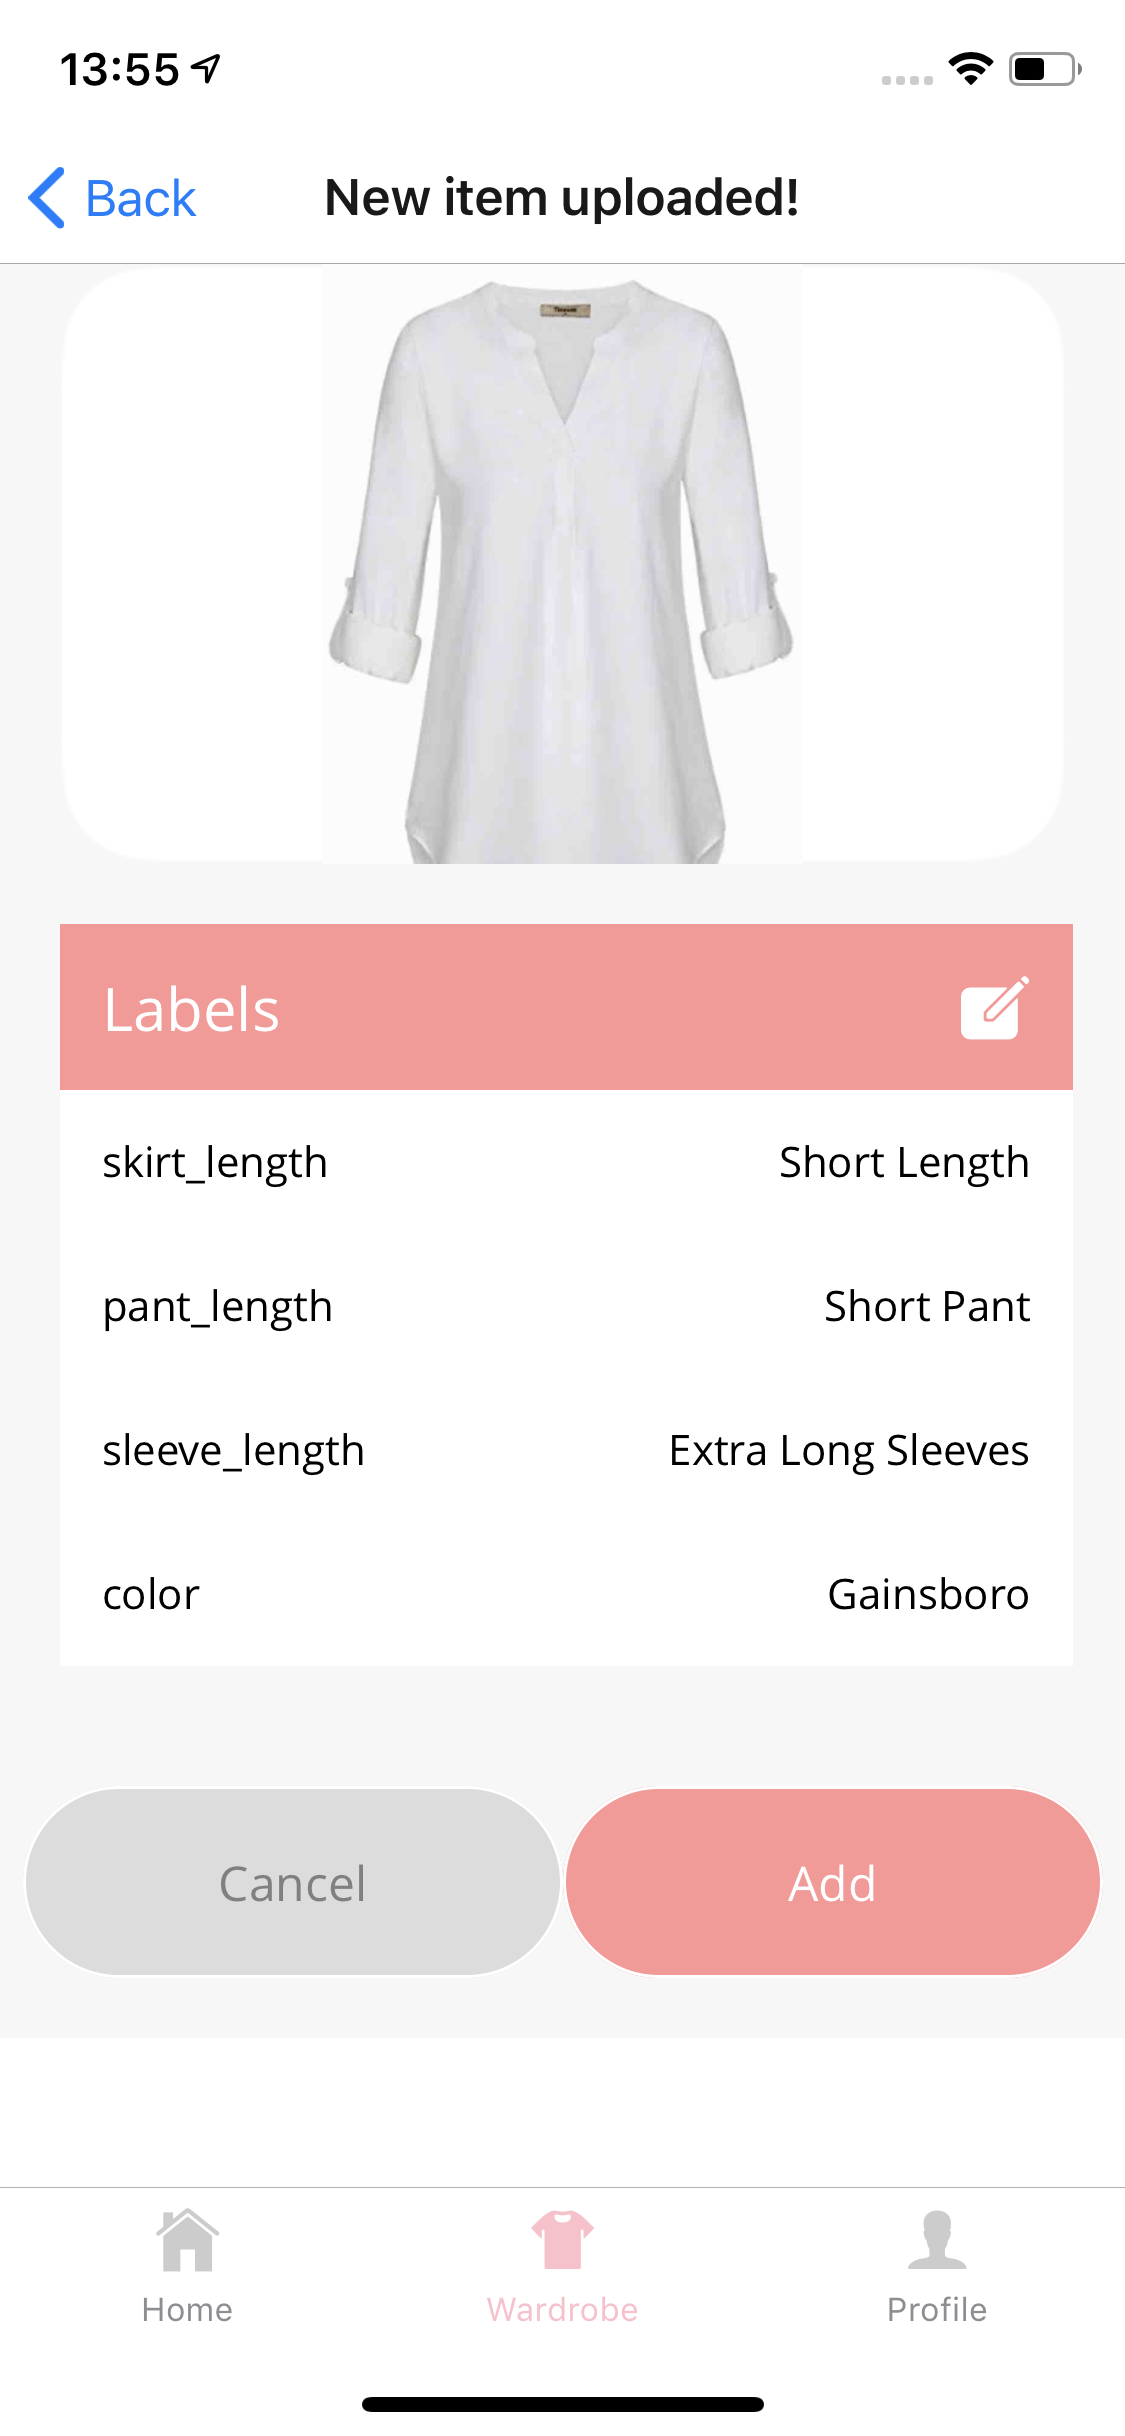 13:55
Back
New item uploaded!
Labels
skirt_length Short Length
pant_length Short Pant
sleeve_length Extra Long Sleeves
color Gainsboro
Cancel
Add
Home
Wardrobe
Profile